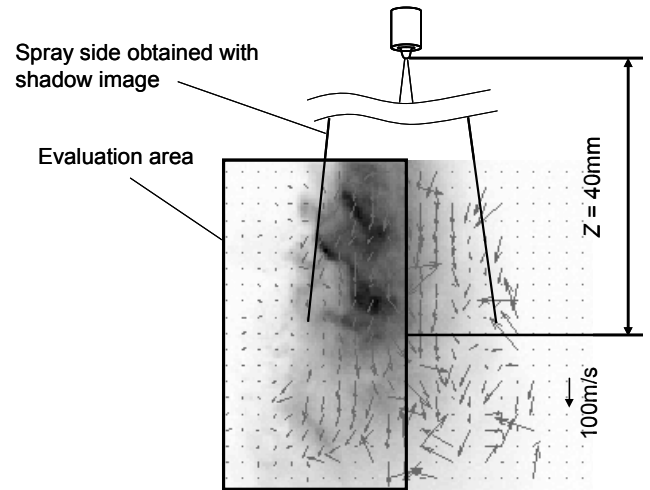 Spray side obtained with
shadow image
Evaluation area
Z = 40mm
100m/s